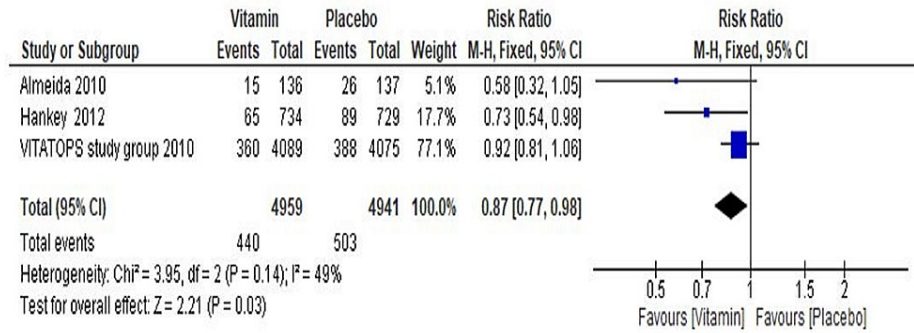 Vitamin Placebo Risk Ratio Risk Ratio
Study or Subgroup Events Total Events Total Weight M-H, Fixed, 95% CI M-H, Fixed, 95% CI
Almeida 2010 15 136 26 137 5.1% 0.58 [0.32, 1.05]
Hankey 2012 65 734 89 729 17.7% 0.73 [0.54, 0.98]
VITATOPS study group 2010 360 4089 388 4075 77.1% 0.92 [0.81, 1.06]
Total (95% CI) 4959 4941 100.0% 0.87 [0.77, 0.98]
Total events 440 503
Heterogeneity: Chi² = 3.95, df = 2 (P = 0.14); I² = 49%
Test for overall effect: Z = 2.21 (P = 0.03)
0.5 0.7 1 1.5 2
Favours [Vitamin] Favours [Placebo]